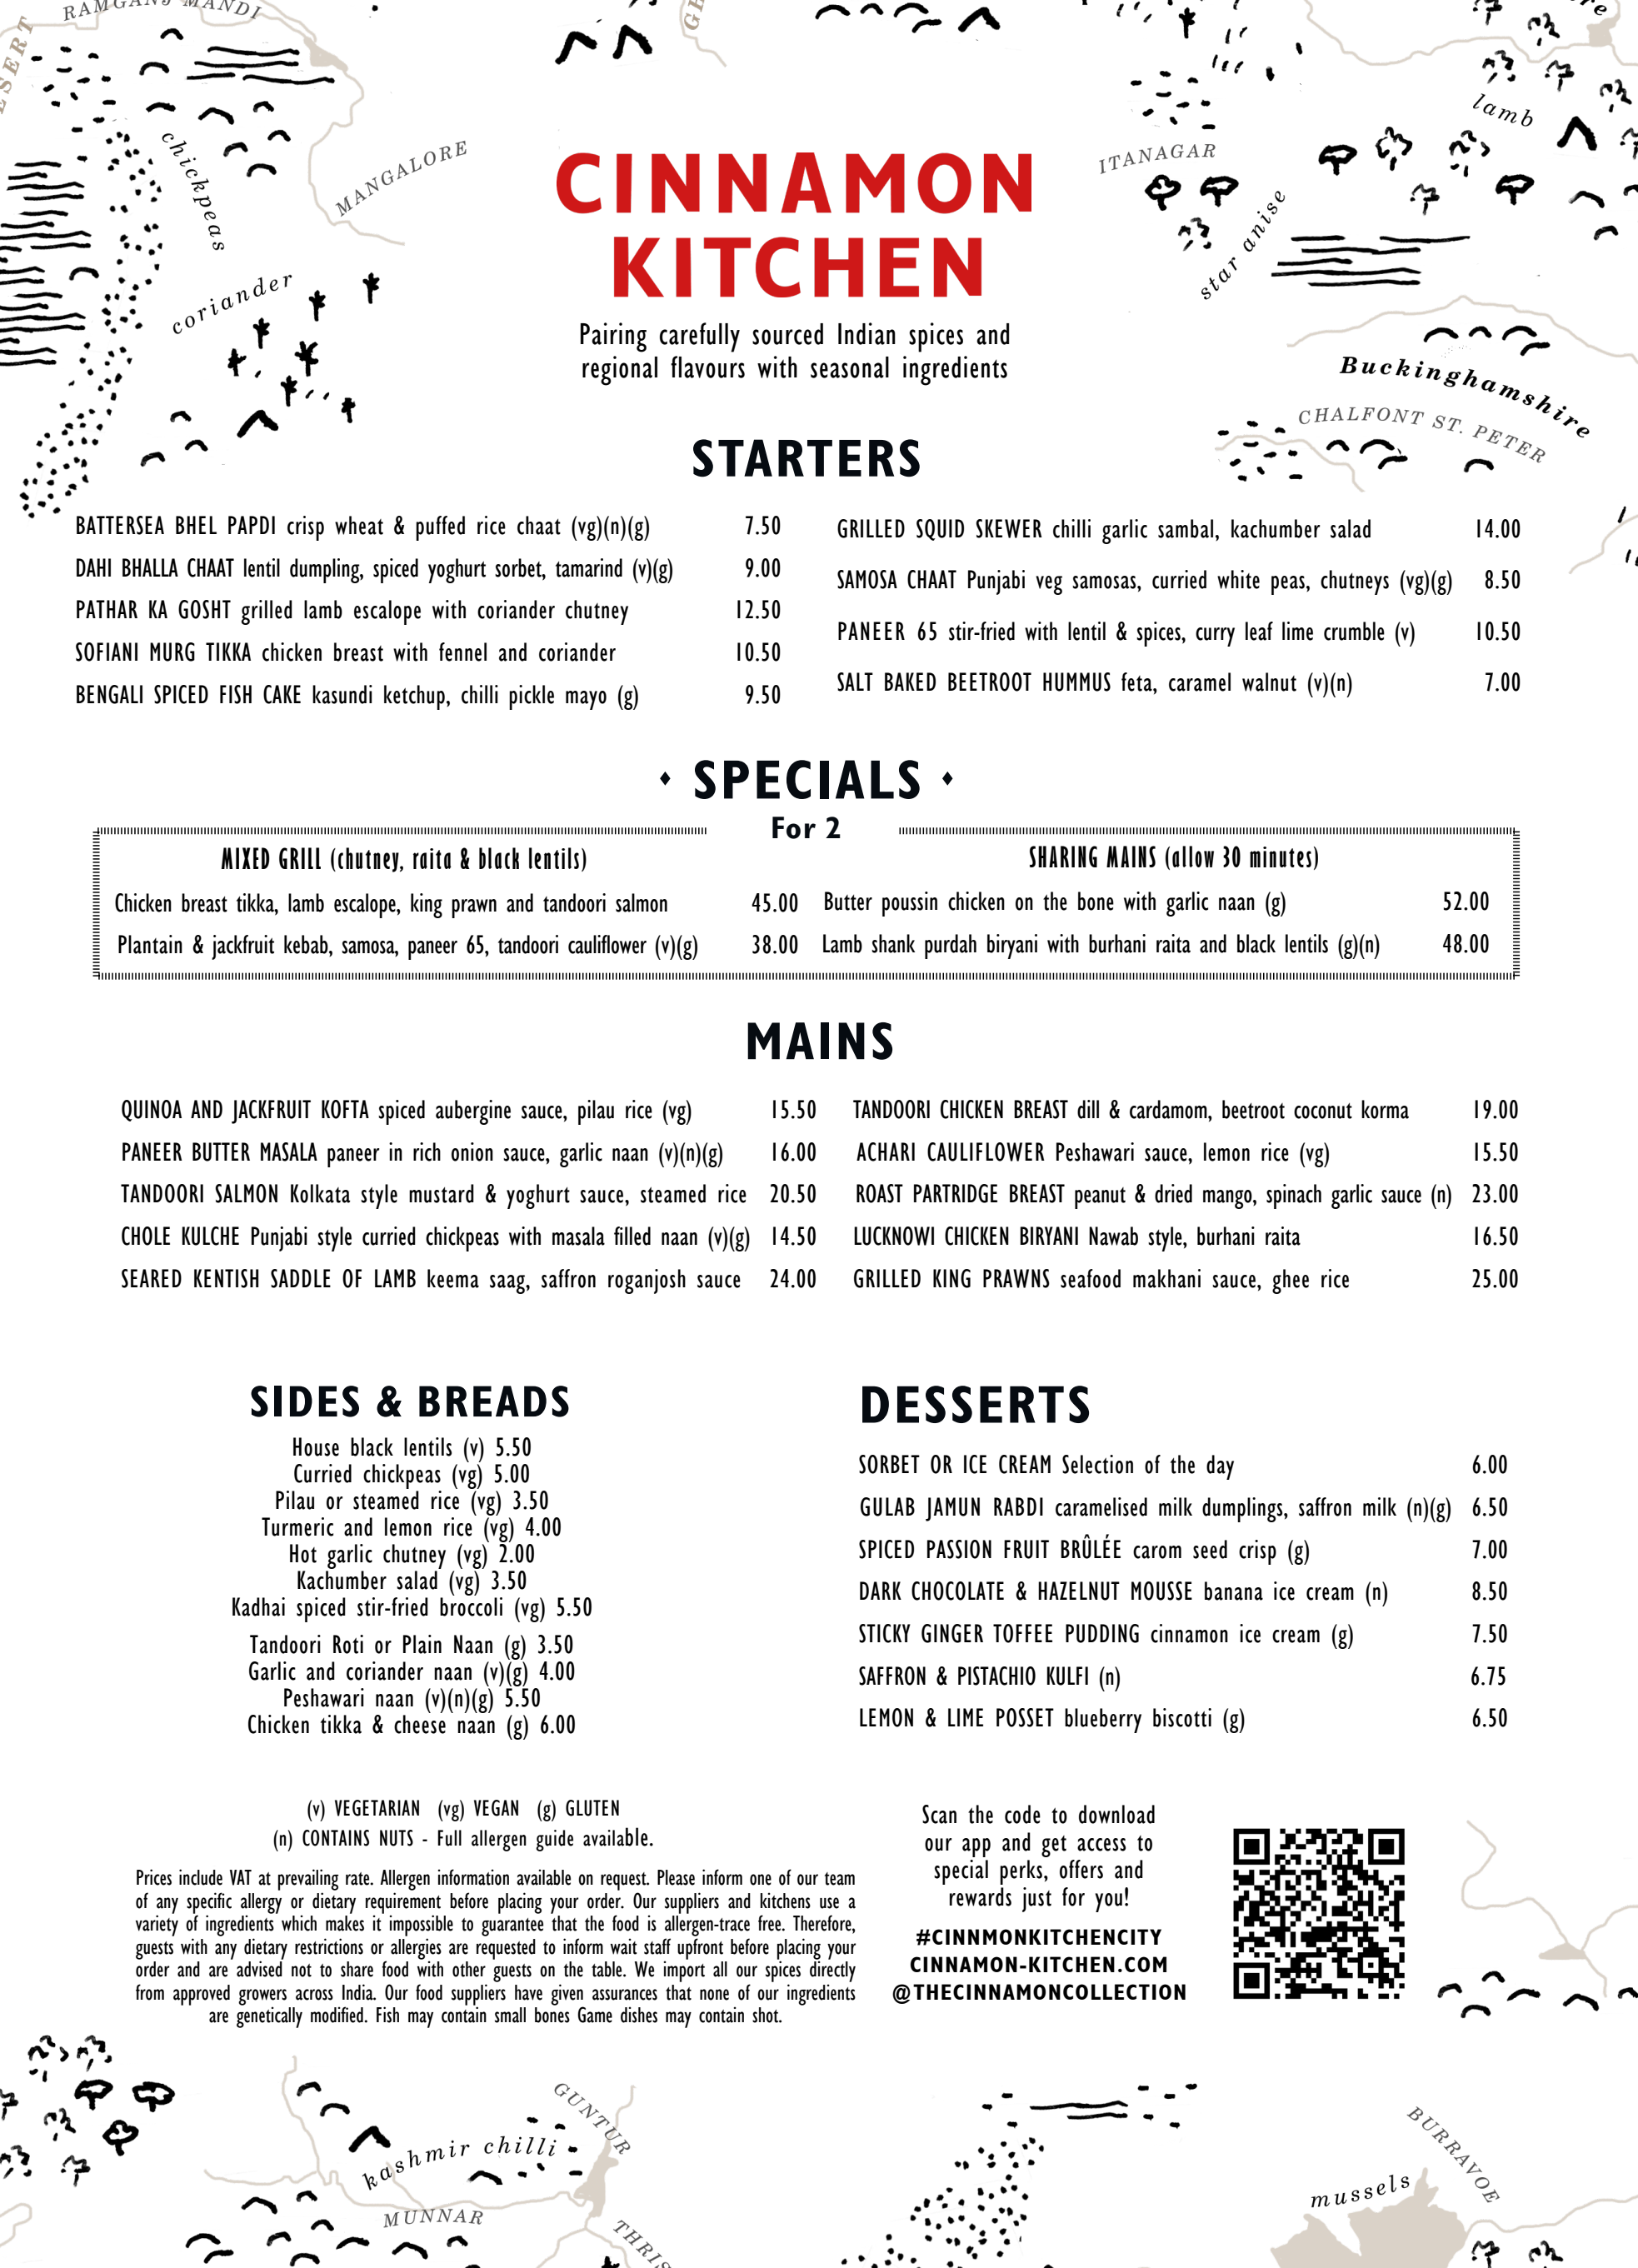 RAMGANJ MANDI
chickpeas
MANGALORE
coriander
ITANAGAR
lamb
star anise
Buckinghamshire
CHALFONT ST. PETER
CINNAMON
KITCHEN
Pairing carefully sourced Indian spices and
regional flavours with seasonal ingredients
STARTERS
BATTERSEA BHEL PAPDI crisp wheat & puffed rice chaat (vg)(n)(g) 7.50
DAHI BHALLA CHAAT lentil dumpling, spiced yoghurt sorbet, tamarind (v)(g) 9.00
PATHAR KA GOSHT grilled lamb escalope with coriander chutney 12.50
SOFIANI MURG TIKKA chicken breast with fennel and coriander 10.50
BENGALI SPICED FISH CAKE kasundi ketchup, chilli pickle mayo (g) 9.50
GRILLED SQUID SKEWER chilli garlic sambal, kachumber salad 14.00
SAMOSA CHAAT Punjabi veg samosas, curried white peas, chutneys (vg)(g) 8.50
PANEER 65 stir-fried with lentil & spices, curry leaf lime crumble (v) 10.50
SALT BAKED BEETROOT HUMMUS feta, caramel walnut (v)(n) 7.00
SPECIALS
For 2
MIXED GRILL (chutney, raita & black lentils)
Chicken breast tikka, lamb escalope, king prawn and tandoori salmon 45.00
Plantain & jackfruit kebab, samosa, paneer 65, tandoori cauliflower (v)(g) 38.00
SHARING MAINS (allow 30 minutes)
Butter poussin chicken on the bone with garlic naan (g) 52.00
Lamb shank purdah biryani with burhani raita and black lentils (g)(n) 48.00
MAINS
QUINOA AND JACKFRUIT KOFTA spiced aubergine sauce, pilau rice (vg) 15.50
PANEER BUTTER MASALA paneer in rich onion sauce, garlic naan (v)(n)(g) 16.00
TANDOORI SALMON Kolkata style mustard & yoghurt sauce, steamed rice 20.50
CHOLE KULCHE Punjabi style curried chickpeas with masala filled naan (v)(g) 14.50
SEARED KENTISH SADDLE OF LAMB keema saag, saffron roganjosh sauce 24.00
TANDOORI CHICKEN BREAST dill & cardamom, beetroot coconut korma 19.00
ACHARI CAULIFLOWER Peshawari sauce, lemon rice (vg) 15.50
ROAST PARTRIDGE BREAST peanut & dried mango, spinach garlic sauce (n) 23.00
LUCKNOWI CHICKEN BIRYANI Nawab style, burhani raita 16.50
GRILLED KING PRAWNS seafood makhani sauce, ghee rice 25.00
SIDES & BREADS
House black lentils (v) 5.50
Curried chickpeas (vg) 5.00
Pilau or steamed rice (vg) 3.50
Turmeric and lemon rice (vg) 4.00
Hot garlic chutney (vg) 2.00
Kachumber salad (vg) 3.50
Kadhai spiced stir-fried broccoli (vg) 5.50
Tandoori Roti or Plain Naan (g) 3.50
Garlic and coriander naan (v)(g) 4.00
Peshawari naan (v)(n)(g) 5.50
Chicken tikka & cheese naan (g) 6.00
DESSERTS
SORBET OR ICE CREAM Selection of the day 6.00
GULAB JAMUN RABDI caramelised milk dumplings, saffron milk (n)(g) 6.50
SPICED PASSION FRUIT BRÛLÉE carom seed crisp (g) 7.00
DARK CHOCOLATE & HAZELNUT MOUSSE banana ice cream (n) 8.50
STICKY GINGER TOFFEE PUDDING cinnamon ice cream (g) 7.50
SAFFRON & PISTACHIO KULFI (n) 6.75
LEMON & LIME POSSET blueberry biscotti (g) 6.50
(v) VEGETARIAN (vg) VEGAN (g) GLUTEN
(n) CONTAINS NUTS - Full allergen guide available.
Prices include VAT at prevailing rate. Allergen information available on request. Please inform one of our team
of any specific allergy or dietary requirement before placing your order. Our suppliers and kitchens use a
variety of ingredients which makes it impossible to guarantee that the food is allergen-trace free. Therefore,
guests with any dietary restrictions or allergies are requested to inform wait staff upfront before placing your
order and are advised not to share food with other guests on the table. We import all our spices directly
from approved growers across India. Our food suppliers have given assurances that none of our ingredients
are genetically modified. Fish may contain small bones Game dishes may contain shot.
Scan the code to download
our app and get access to
special perks, offers and
rewards just for you!
#CINNMONKITCHENCITY
CINNAMON-KITCHEN.COM
@THECINNAMONCOLLECTION
GUNTUR
kashmir chilli
MUNNAR
BURRAVOE
mussels